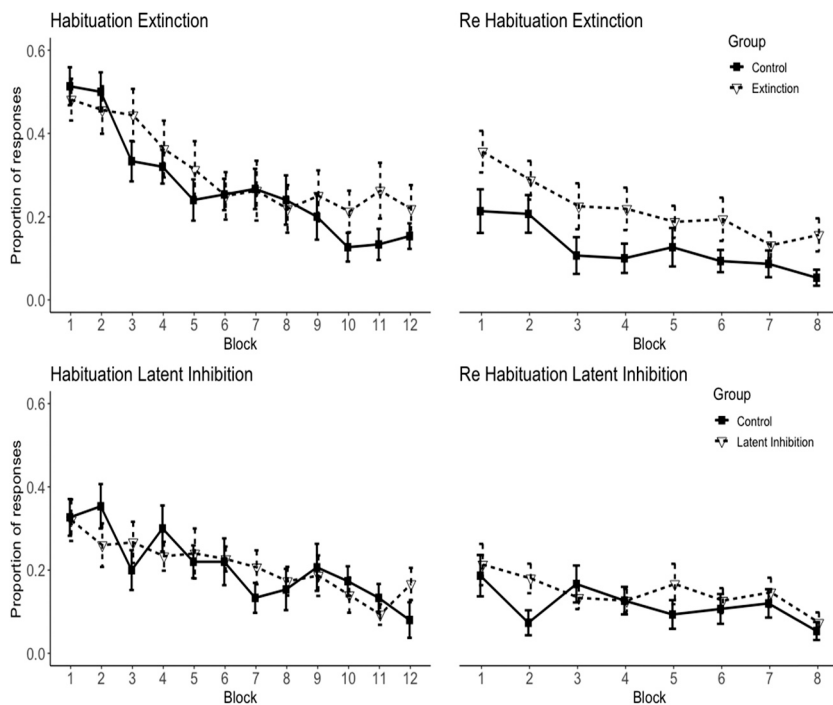 Habituation Extinction
Re Habituation Extinction
0.6
0.4
0.2
0.0
Proportion of responses
1 2 3 4 5 6 7 8 9 10 11 12
Block
1 2 3 4 5 6 7 8
Block
Group
Control
Extinction
Habituation Latent Inhibition
Re Habituation Latent Inhibition
0.6
0.4
0.2
0.0
Proportion of responses
1 2 3 4 5 6 7 8 9 10 11 12
Block
1 2 3 4 5 6 7 8
Block
Group
Control
Latent Inhibition